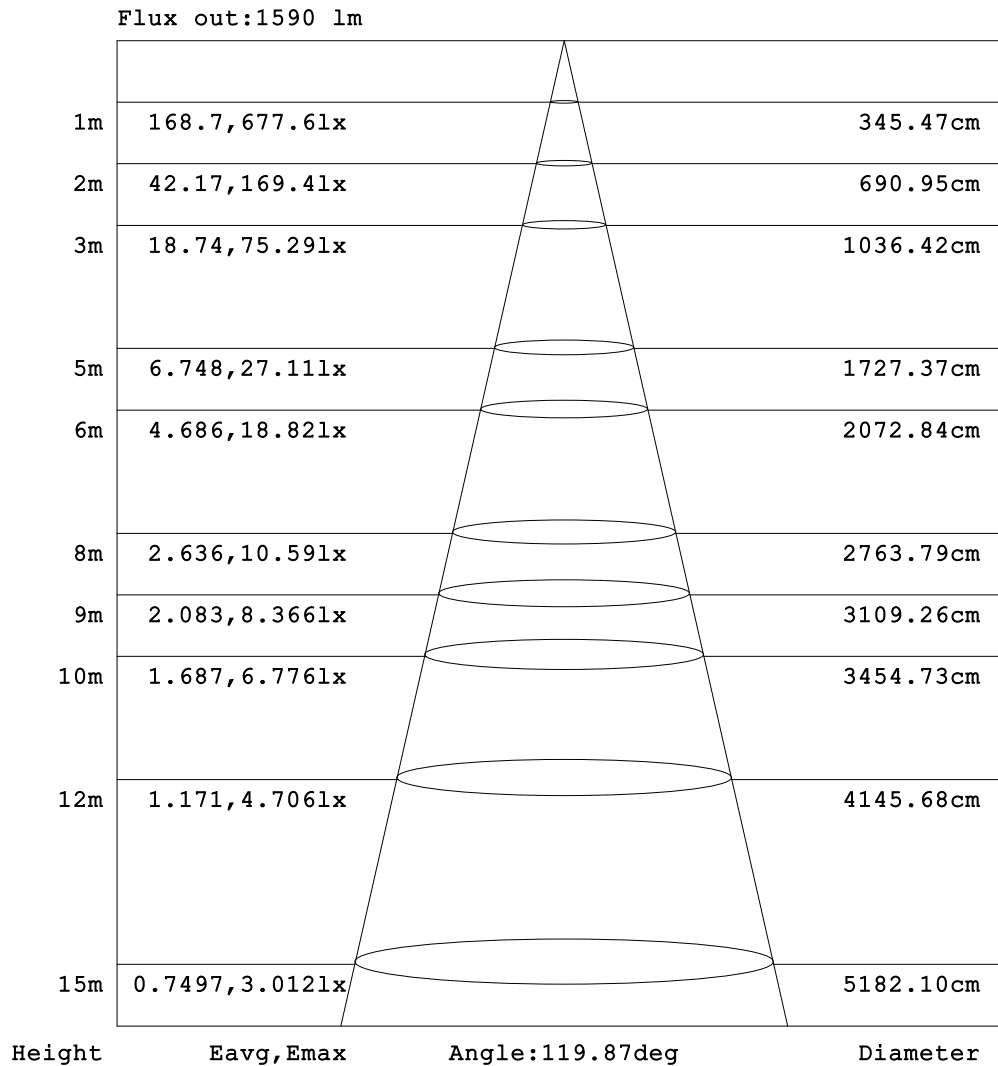 Flux out:1590 lm
1m 168.7,677.6lx 345.47cm
2m 42.17,169.4lx 690.95cm
3m 18.74,75.29lx 1036.42cm
5m 6.748,27.11lx 1727.37cm
6m 4.686,18.82lx 2072.84cm
8m 2.636,10.59lx 2763.79cm
9m 2.083,8.366lx 3109.26cm
10m 1.687,6.776lx 3454.73cm
12m 1.171,4.706lx 4145.68cm
15m 0.7497,3.012lx 5182.10cm
Height Eavg,Emax Angle:119.87deg Diameter